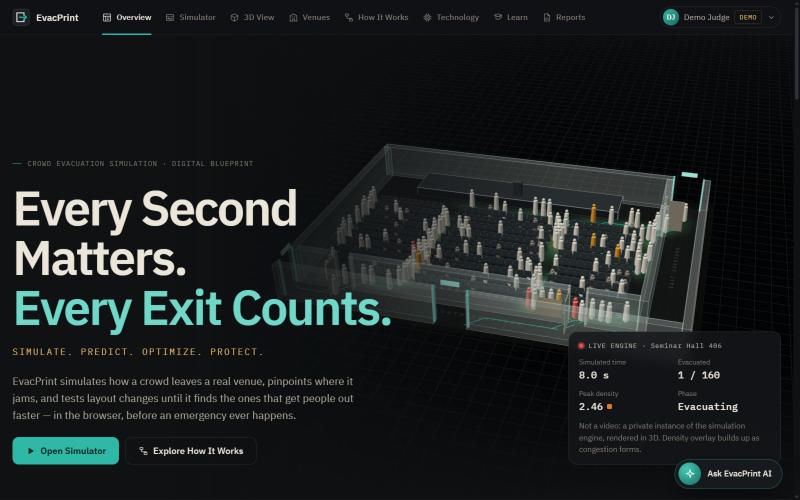 EvacPrint
Overview
Simulator
3D View
Venues
How It Works
Technology
Learn
Reports
DJ
Demo Judge
DEMO
CROWD EVACUATION SIMULATION · DIGITAL BLUEPRINT
Every Second
Matters.
Every Exit Counts.
SIMULATE. PREDICT. OPTIMIZE. PROTECT.
EvacPrint simulates how a crowd leaves a real venue, pinpoints where it
jams, and tests layout changes until it finds the ones that get people out
faster — in the browser, before an emergency ever happens.
Open Simulator
Explore How It Works
LIVE ENGINE · Seminar Hall 406
Simulated time
Evacuated
8.0 s
1 / 160
Peak density
Phase
2.46
Evacuating
Not a video: a private instance of the simulation
engine, rendered in 3D. Density overlay builds up as
congestion forms.
Ask EvacPrint AI